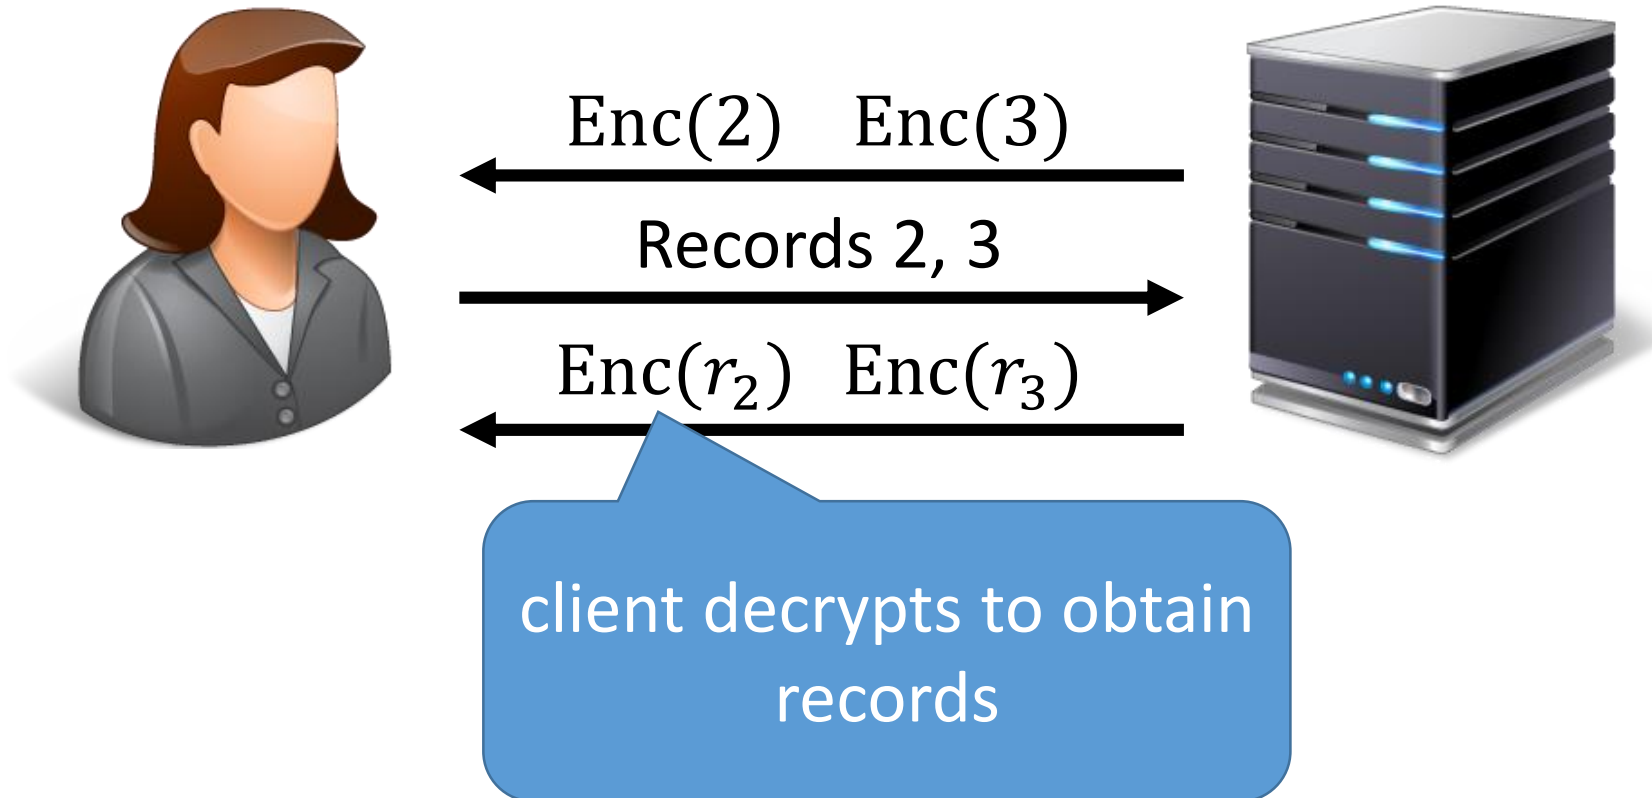 Enc(2) Enc(3)
Records 2, 3
Enc(r₂) Enc(r₃)
client decrypts to obtain
records